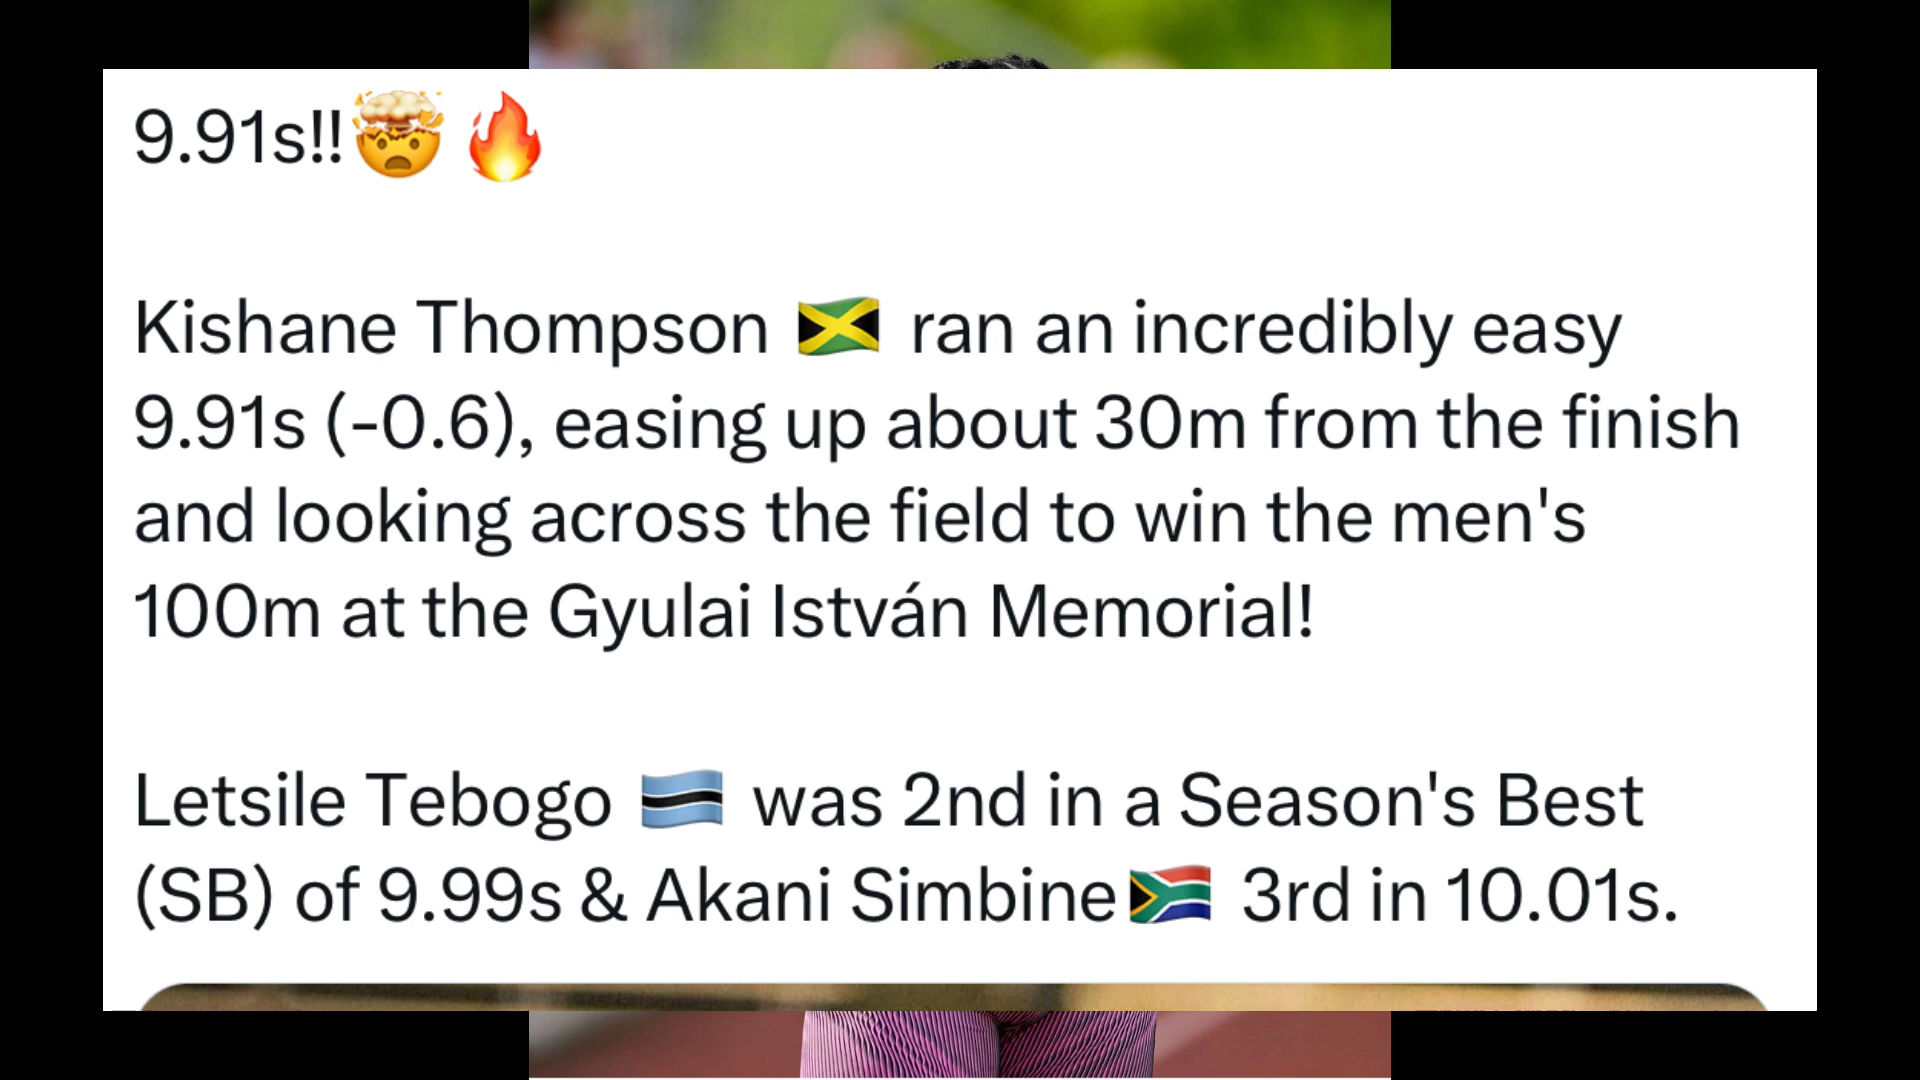 9.91s!!🤯 🔥
Kishane Thompson 🇯🇲 ran an incredibly easy
9.91s (-0.6), easing up about 30m from the finish
and looking across the field to win the men's
100m at the Gyulai István Memorial!
Letsile Tebogo 🇧🇼 was 2nd in a Season's Best
(SB) of 9.99s & Akani Simbine🇿🇦 3rd in 10.01s.